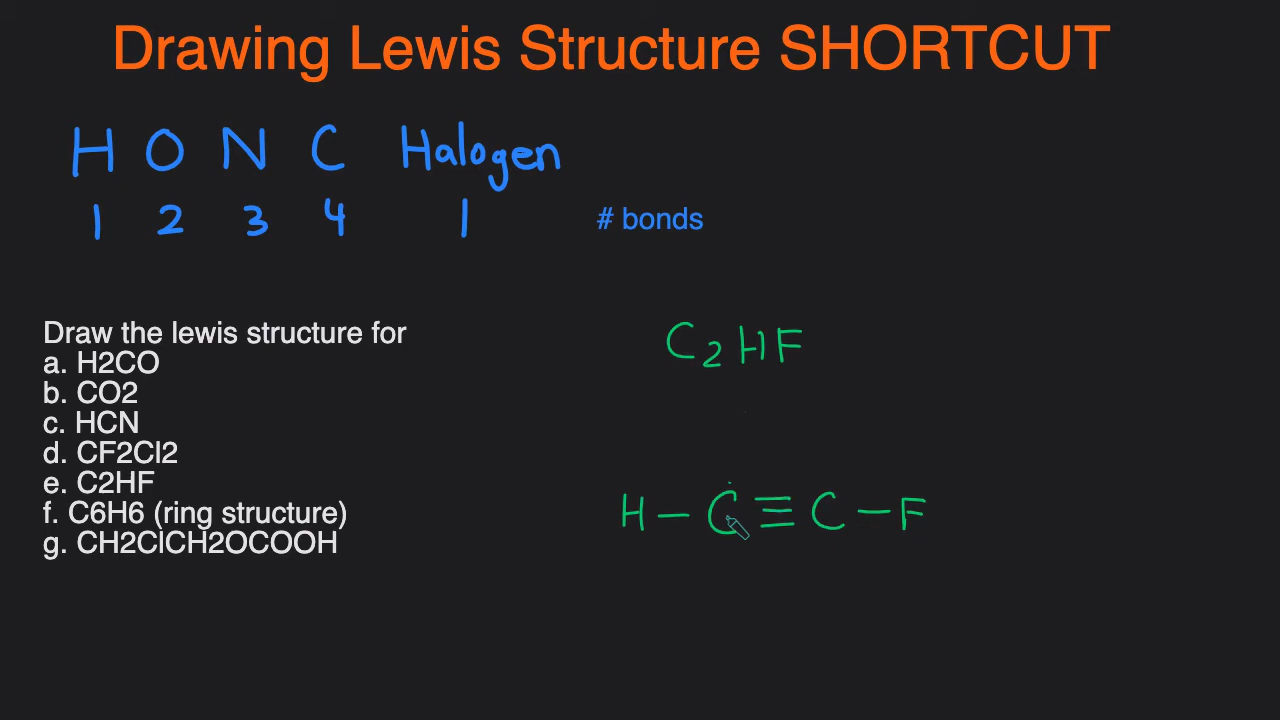 Drawing Lewis Structure SHORTCUT
H O N C Halogen
1 2 3 4 1 # bonds
Draw the lewis structure for
a. H2CO
b. CO2
c. HCN
d. CF2Cl2
e. C2HF
f. C6H6 (ring structure)
g. CH2ClCH2OCOOH
C2HF
H — C ≡ C — F